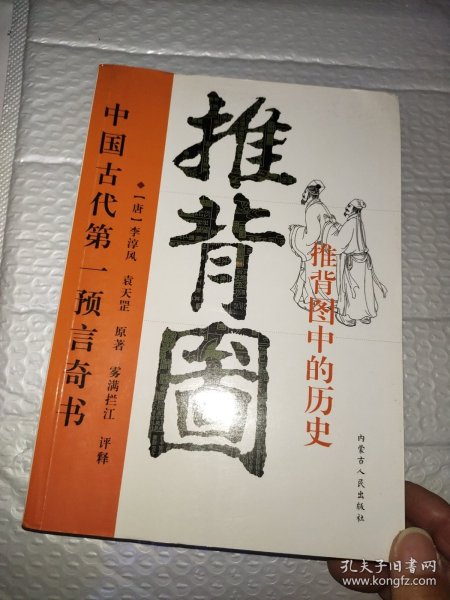 中国古代第一预言奇书
【唐】李淳风 袁天罡 原著 雾满拦江 评释
推背图
推背图中的历史
内蒙古人民出版社
孔夫子旧书网
www.kongfz.com